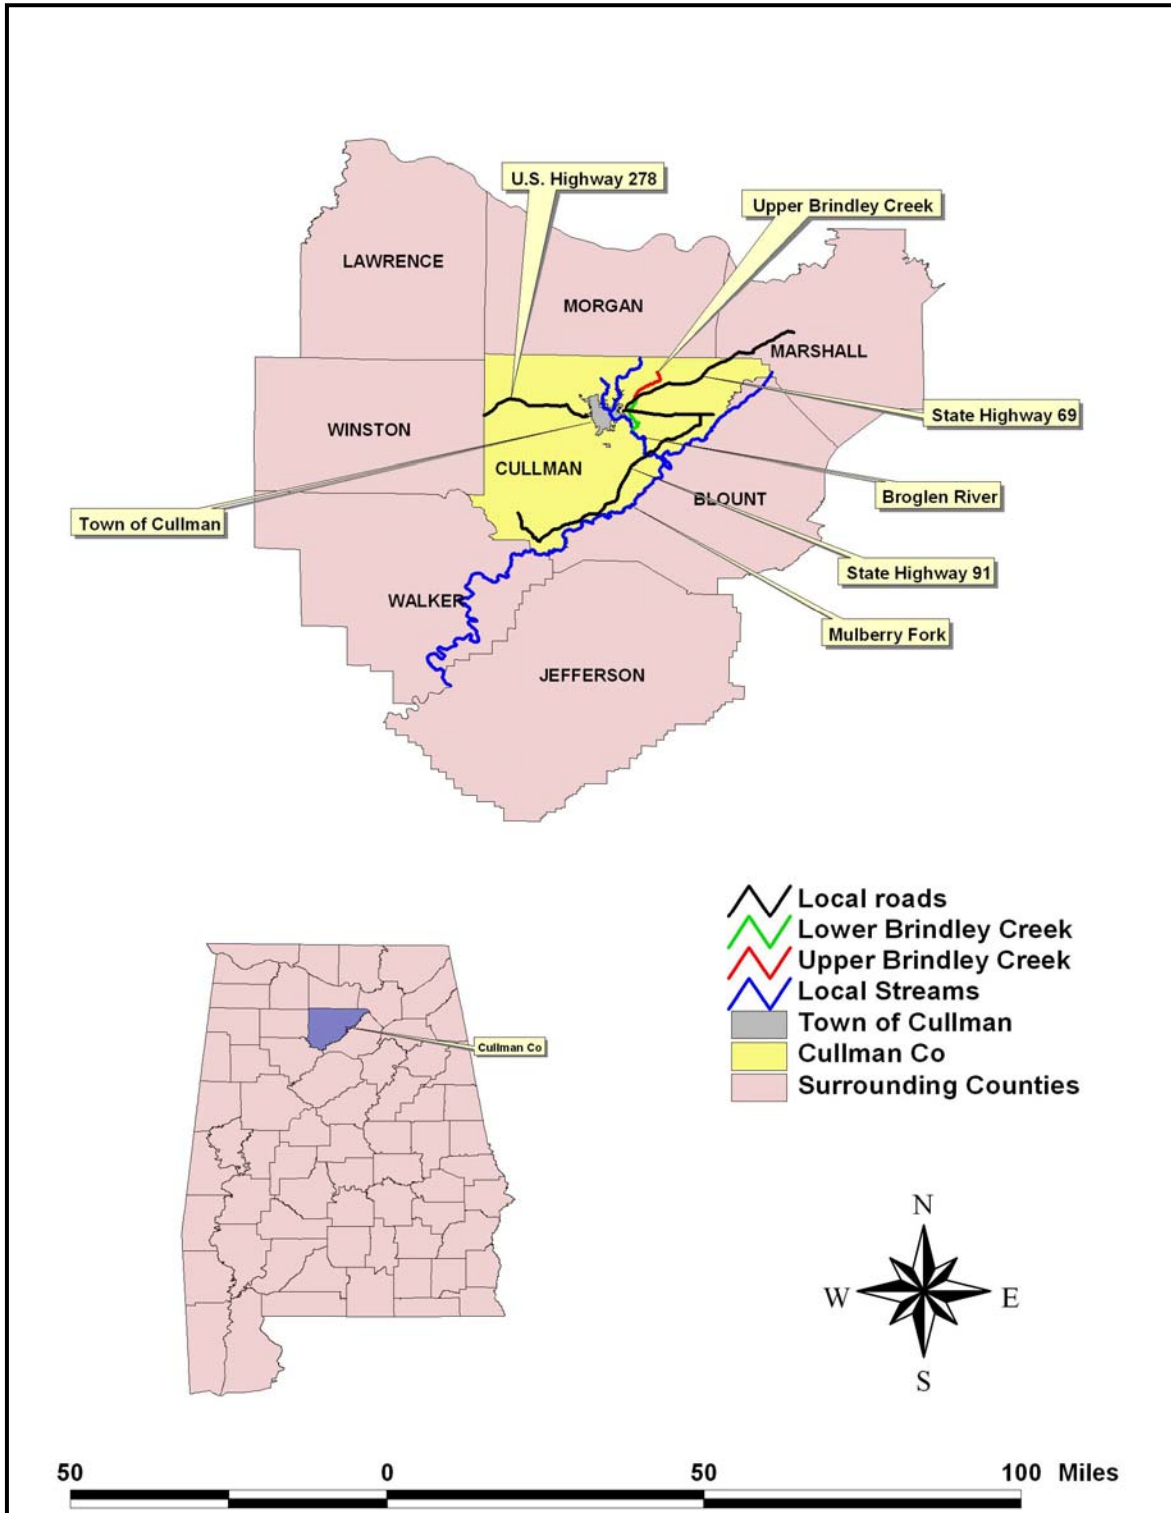 U.S. Highway 278
Upper Brindley Creek
LAWRENCE
MORGAN
MARSHALL
State Highway 69
WINSTON
CULLMAN
Broglen River
BLOUNT
Town of Cullman
State Highway 91
WALKER
Mulberry Fork
JEFFERSON
Local roads
Lower Brindley Creek
Upper Brindley Creek
Local Streams
Town of Cullman
Cullman Co
Surrounding Counties
Cullman Co
N
W E
S
50 0 50 100 Miles